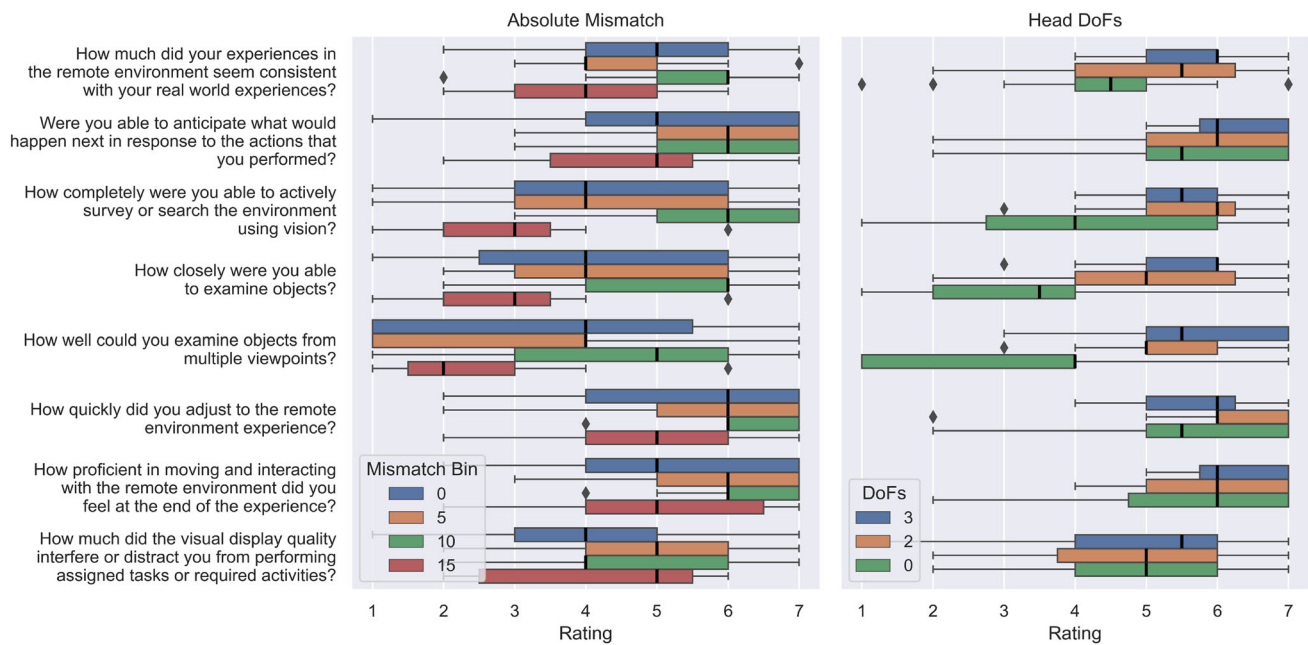 Absolute Mismatch
Head DoFs
How much did your experiences in
the remote environment seem consistent
with your real world experiences?
Were you able to anticipate what would
happen next in response to the actions that
you performed?
How completely were you able to actively
survey or search the environment
using vision?
How closely were you able
to examine objects?
How well could you examine objects from
multiple viewpoints?
How quickly did you adjust to the remote
environment experience?
How proficient in moving and interacting
with the remote environment did you
feel at the end of the experience?
How much did the visual display quality
interfere or distract you from performing
assigned tasks or required activities?
Mismatch Bin
0
5
10
15
DoFs
3
2
0
1 2 3 4 5 6 7
Rating
1 2 3 4 5 6 7
Rating